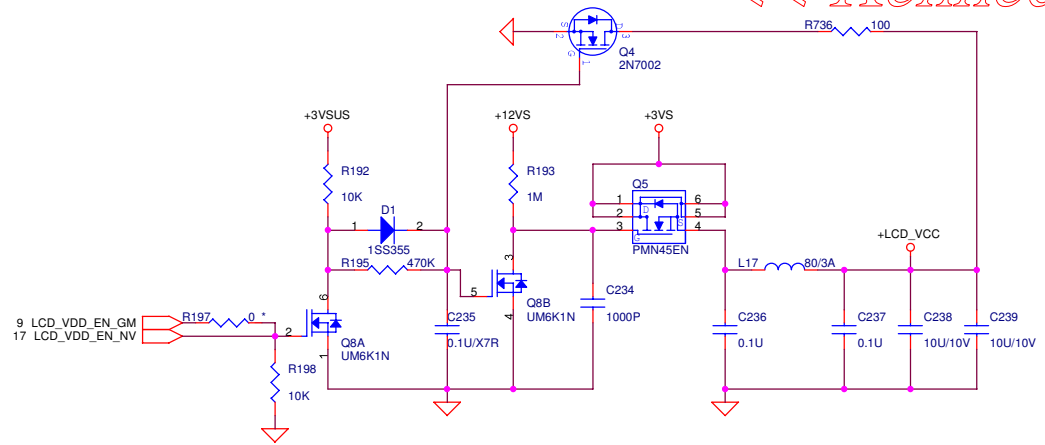 R736 100
S 2 D 3
G 1
Q4
2N7002
+3VSUS +12VS +3VS
R192
10K
R193
1M
Q5
1 6
2 D 5
3 G S 4
PMN45EN
D1
1 2
1SS355
R195 470K
+LCD_VCC
L17 80/3A
6
2
1
Q8A
UM6K1N
3
5
4
Q8B
UM6K1N
C234
1000P
C235
0.1U/X7R
C236
0.1U
C237
0.1U
C238
10U/10V
C239
10U/10V
9 LCD_VDD_EN_GM
17 LCD_VDD_EN_NV
R197 0 *
R198
10K